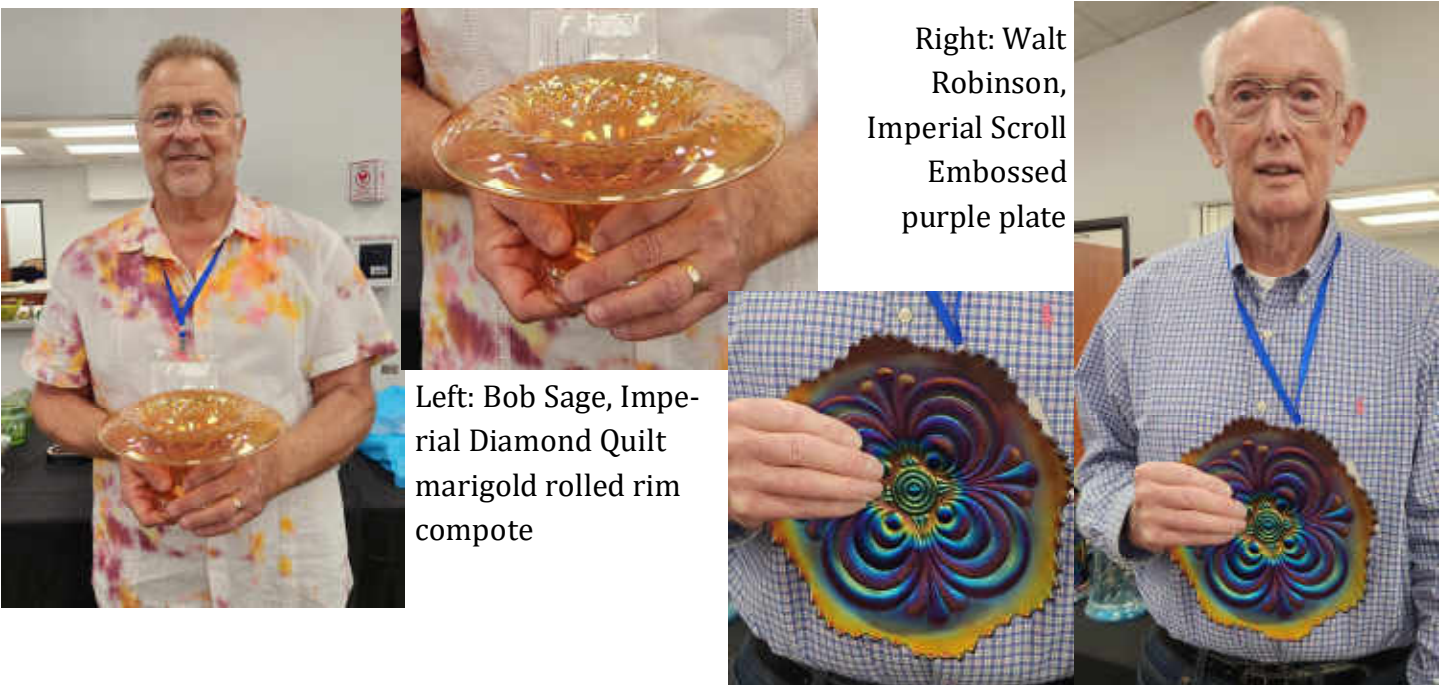 Right: Walt
Robinson,
Imperial Scroll
Embossed
purple plate
Left: Bob Sage, Impe-
rial Diamond Quilt
marigold rolled rim
compote